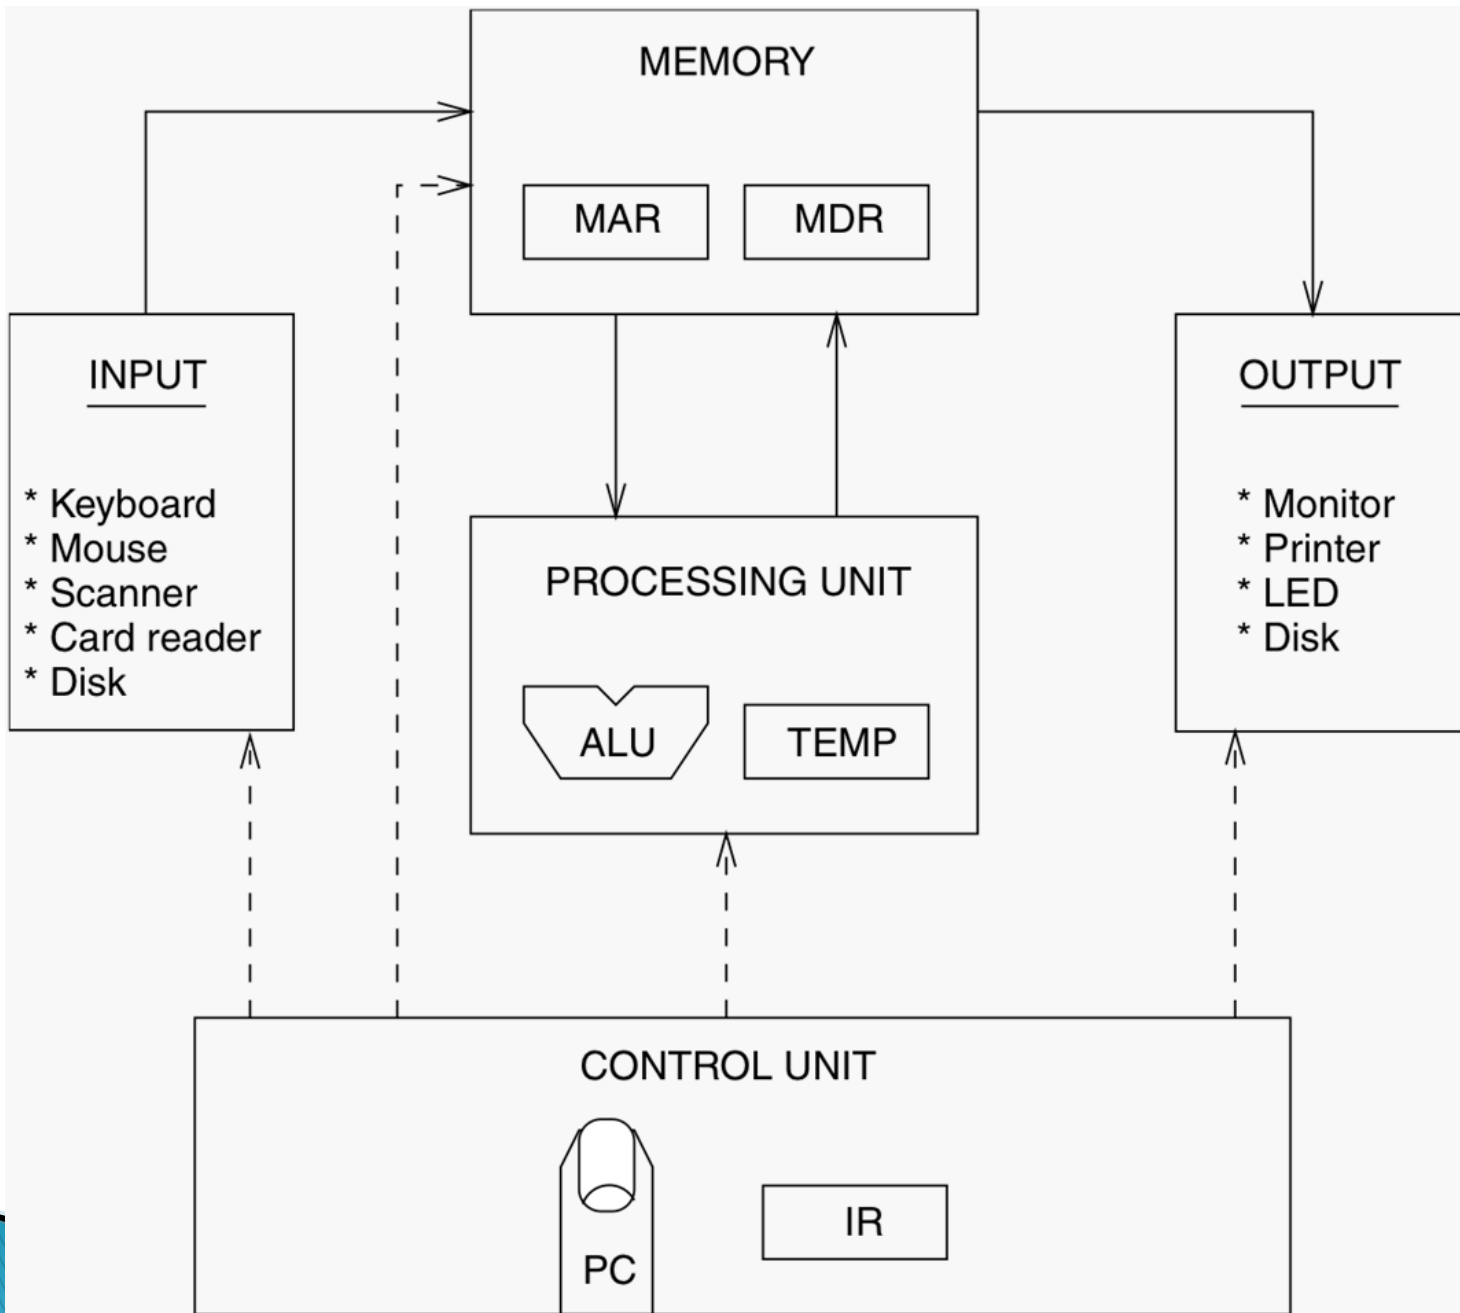 MEMORY
MAR
MDR
INPUT
* Keyboard
* Mouse
* Scanner
* Card reader
* Disk
OUTPUT
* Monitor
* Printer
* LED
* Disk
PROCESSING UNIT
ALU
TEMP
CONTROL UNIT
PC
IR